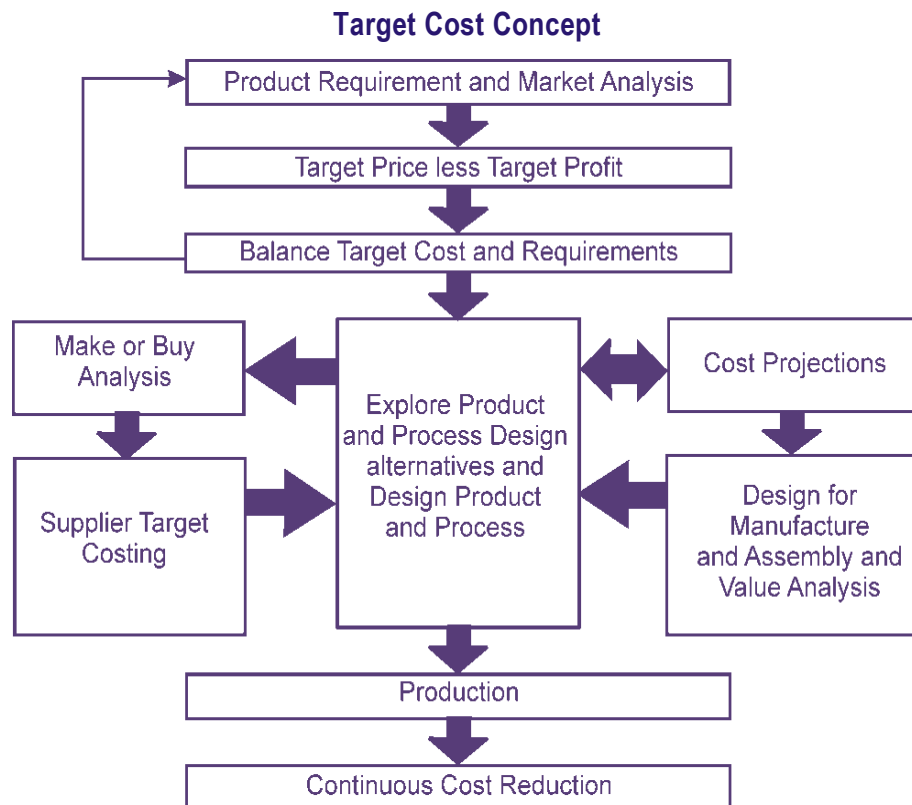 Target Cost Concept
Product Requirement and Market Analysis
Target Price less Target Profit
Balance Target Cost and Requirements
Make or Buy
Analysis
Supplier Target
Costing
Explore Product
and Process Design
alternatives and
Design Product
and Process
Cost Projections
Design for
Manufacture
and Assembly and
Value Analysis
Production
Continuous Cost Reduction